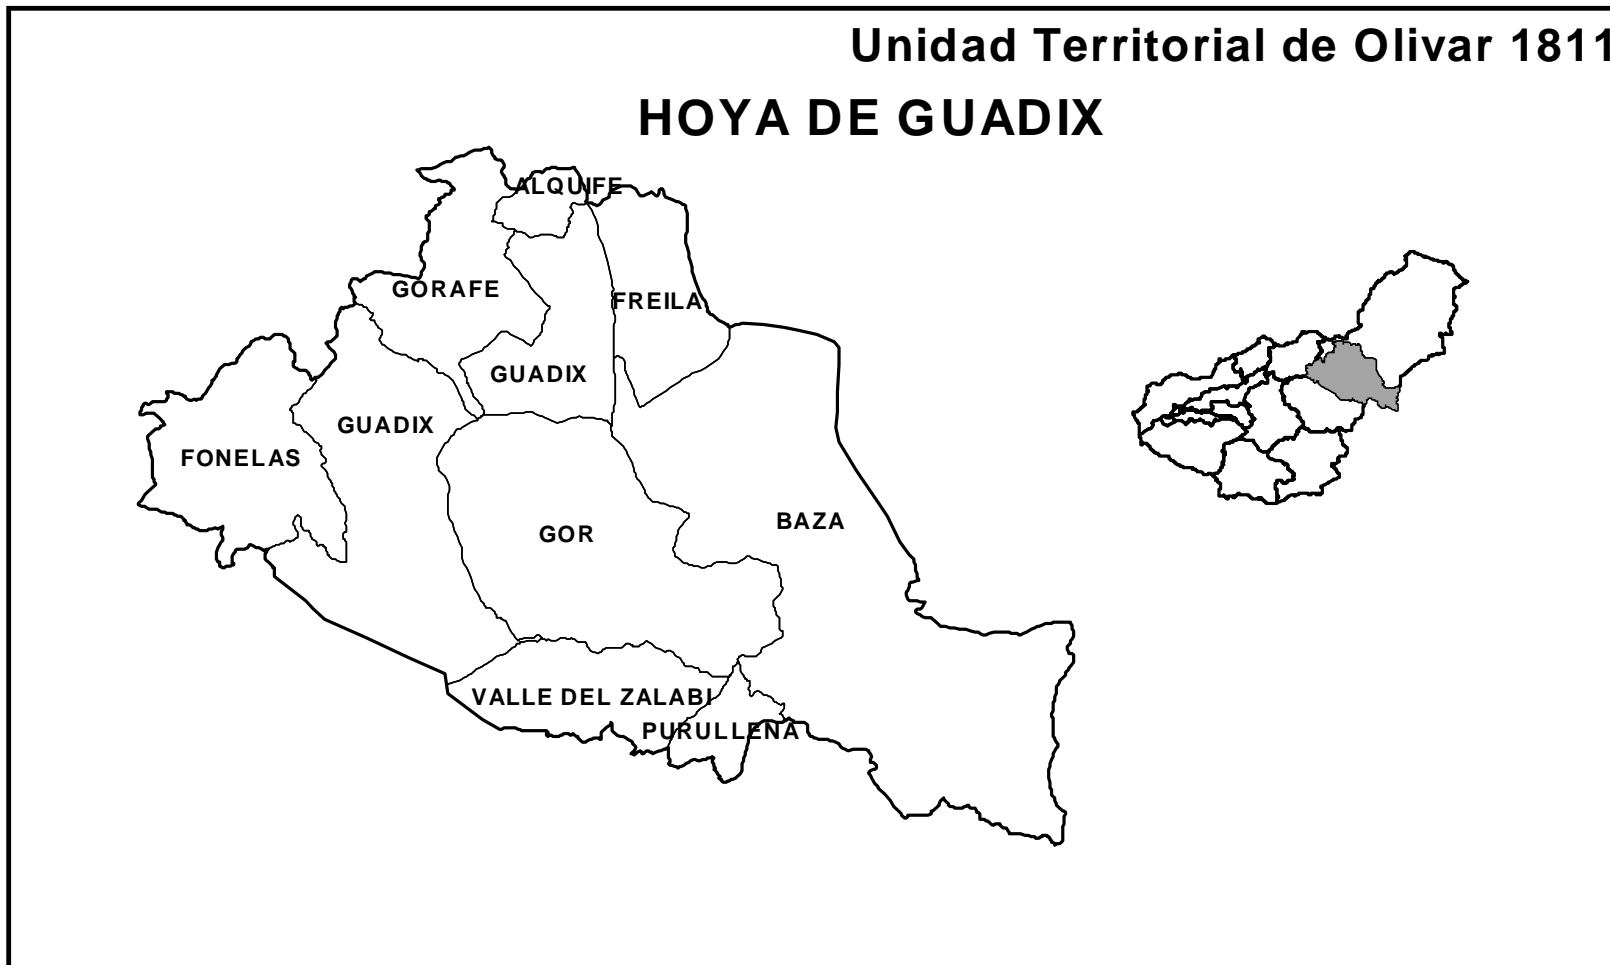 Unidad Territorial de Olivar 1811
HOYA DE GUADIX
ALQUIFE
GORAFE
FREILA
GUADIX
GUADIX
FONELAS
BAZA
GOR
VALLE DEL ZALABI
PURULLENA